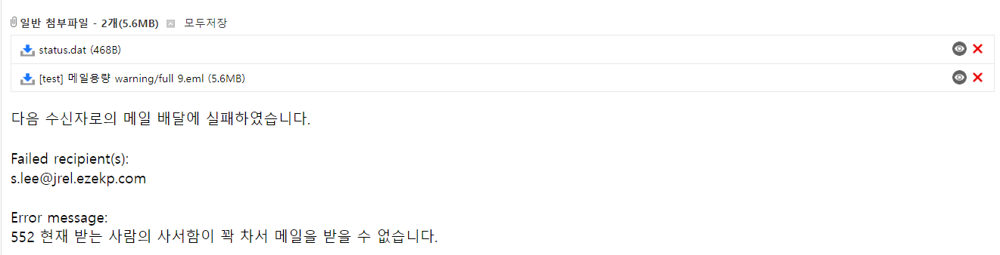 일반 첨부파일 - 2개(5.6MB) 모두저장
status.dat (468B)
[test] 메일용량 warning/full 9.eml (5.6MB)
다음 수신자로의 메일 배달에 실패하였습니다.
Failed recipient(s):
s.lee@jrel.ezekp.com
Error message:
552 현재 받는 사람의 사서함이 꽉 차서 메일을 받을 수 없습니다.